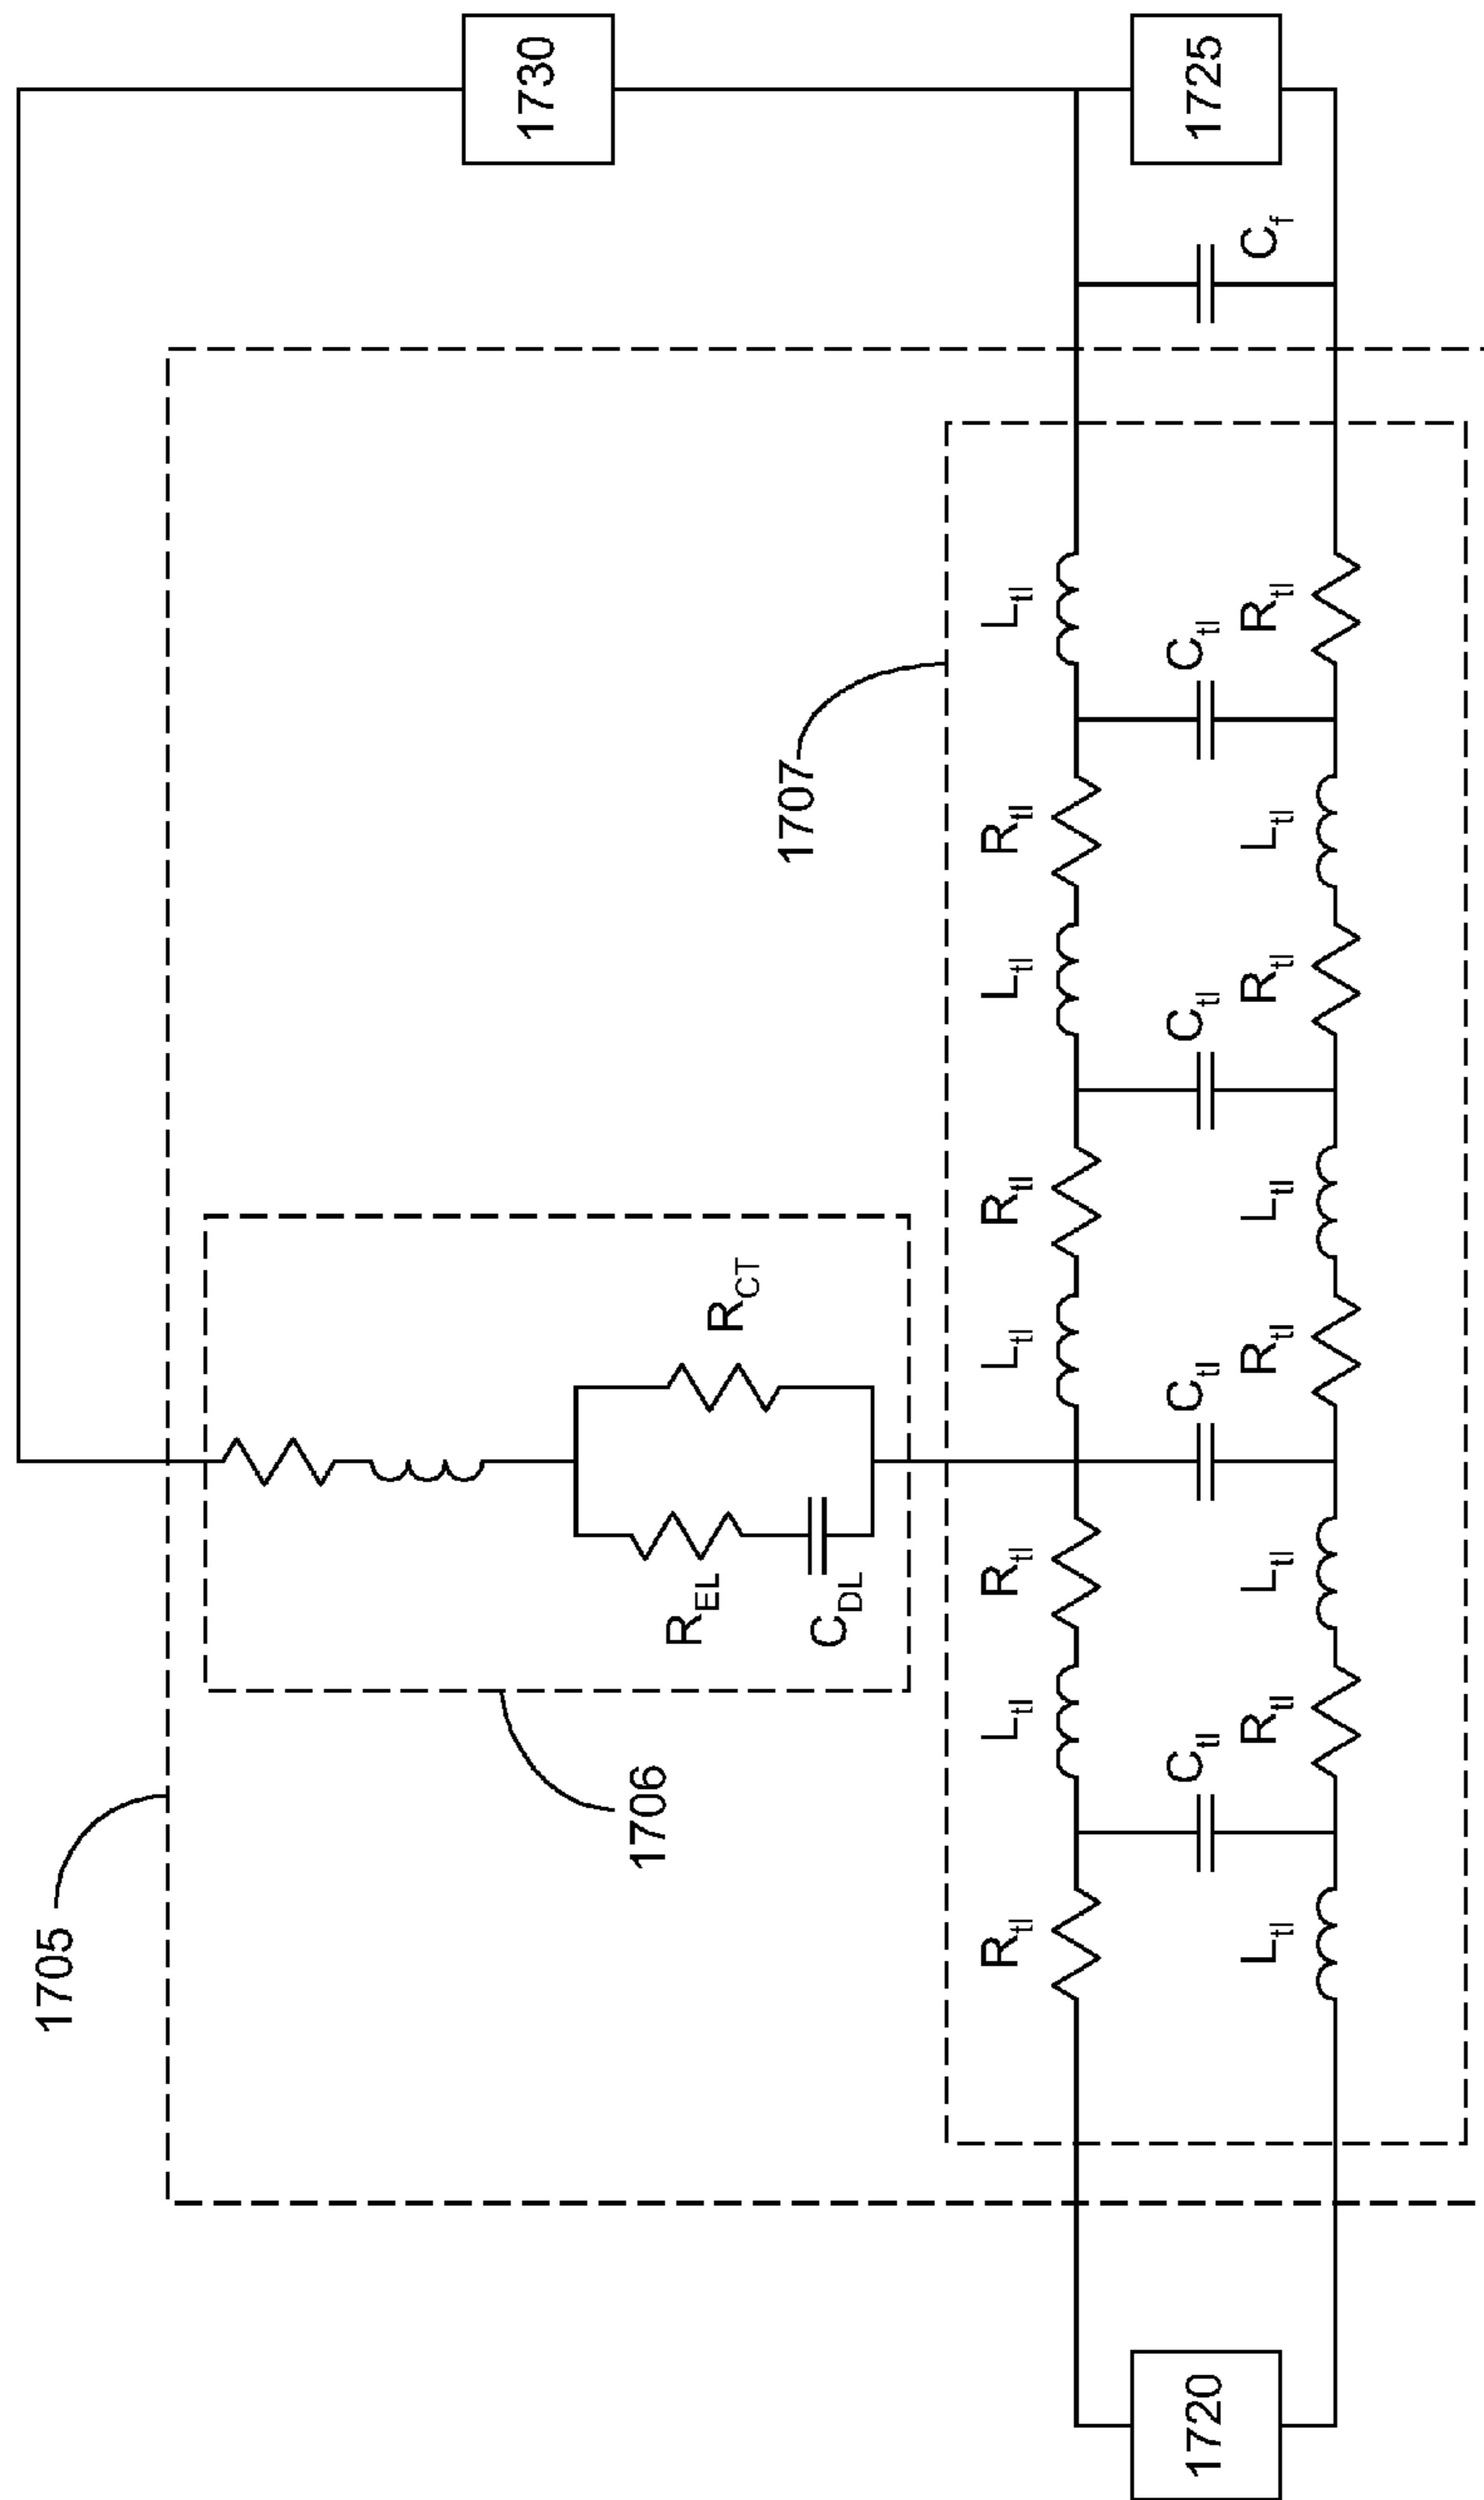 1705
1730
1706
R_EL
R_CT
1707
C_DL
R_tl L_tl R_tl L_tl R_tl L_tl R_tl L_tl
1720 C_tl C_tl C_tl C_tl 1725
L_tl R_tl L_tl R_tl L_tl R_tl L_tl R_tl C_f